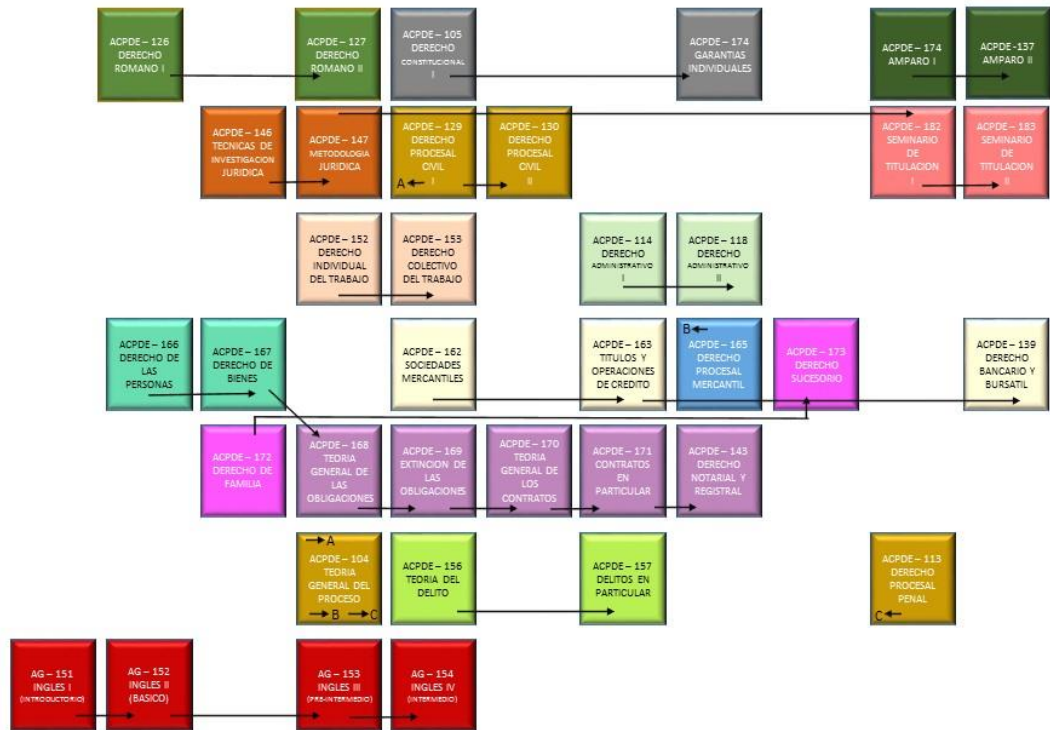 ACPDE – 126
DERECHO
ROMANO I
ACPDE – 127
DERECHO
ROMANO II
ACPDE – 105
DERECHO
CONSTITUCIONAL
II
ACPDE – 174
GARANTIAS
INDIVIDUALES
ACPDE – 174
AMPARO I
ACPDE -137
AMPARO II
ACPDE – 146
TECNICAS DE
INVESTIGACION
JURIDICA
ACPDE – 147
METODOLOGIA
JURIDICA
ACPDE – 129
DERECHO
PROCESAL
CIVIL
I
A
ACPDE – 130
DERECHO
PROCESAL
CIVIL
II
ACPDE – 182
SEMINARIO
DE
TITULACION
I
ACPDE – 183
SEMINARIO
DE
TITULACION
II
ACPDE – 152
DERECHO
INDIVIDUAL
DEL TRABAJO
ACPDE – 153
DERECHO
COLECTIVO
DEL TRABAJO
ACPDE – 114
DERECHO
ADMINISTRATIVO
I
ACPDE – 118
DERECHO
ADMINISTRATIVO
II
ACPDE – 166
DERECHO DE
LAS
PERSONAS
ACPDE – 167
DERECHO DE
BIENES
ACPDE – 162
SOCIEDADES
MERCANTILES
ACPDE – 163
TITULOS Y
OPERACIONES
DE CREDITO
B
ACPDE – 165
DERECHO
PROCESAL
MERCANTIL
ACPDE – 173
DERECHO
SUCESORIO
ACPDE – 139
DERECHO
BANCARIO Y
BURSATIL
ACPDE – 172
DERECHO DE
FAMILIA
ACPDE – 168
TEORIA
GENERAL DE
LAS
OBLIGACIONES
ACPDE – 169
EXTINCION DE
LAS
OBLIGACIONES
ACPDE – 170
TEORIA
GENERAL DE
LOS
CONTRATOS
ACPDE – 171
CONTRATOS
EN
PARTICULAR
ACPDE – 143
DERECHO
NOTARIAL Y
REGISTRAL
A
ACPDE – 104
TEORIA
GENERAL DEL
PROCESO
B C
ACPDE – 156
TEORIA DEL
DELITO
ACPDE – 157
DELITOS EN
PARTICULAR
ACPDE – 113
DERECHO
PROCESAL
PENAL
C
AG – 151
INGLES I
(INTRODUCTORIO)
AG – 152
INGLES II
(BASICO)
AG – 153
INGLES III
(PRE-INTERMEDIO)
AG – 154
INGLES IV
(INTERMEDIO)